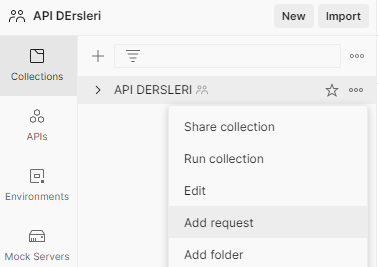 API DErsleri
New
Import
Collections
APIs
Environments
Mock Servers
API DERSLERI
Share collection
Run collection
Edit
Add request
Add folder